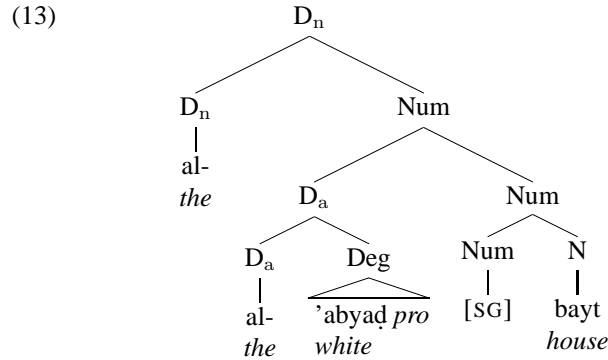 (13) Dₙ
Dₙ Num
al-
the
Dₐ Num
Dₐ Deg Num N
al- 'abyaḍ pro [SG] bayt
the white house